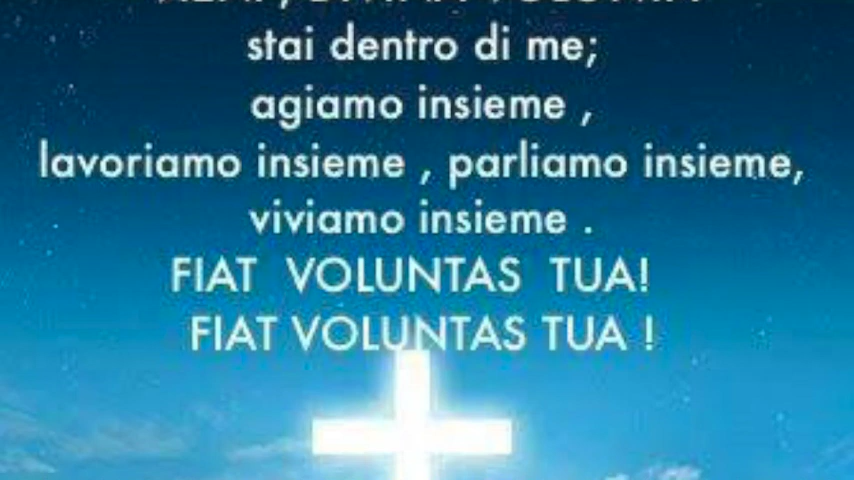 stai dentro di me;
agiamo insieme ,
lavoriamo insieme , parliamo insieme,
viviamo insieme .
FIAT VOLUNTAS TUA!
FIAT VOLUNTAS TUA !